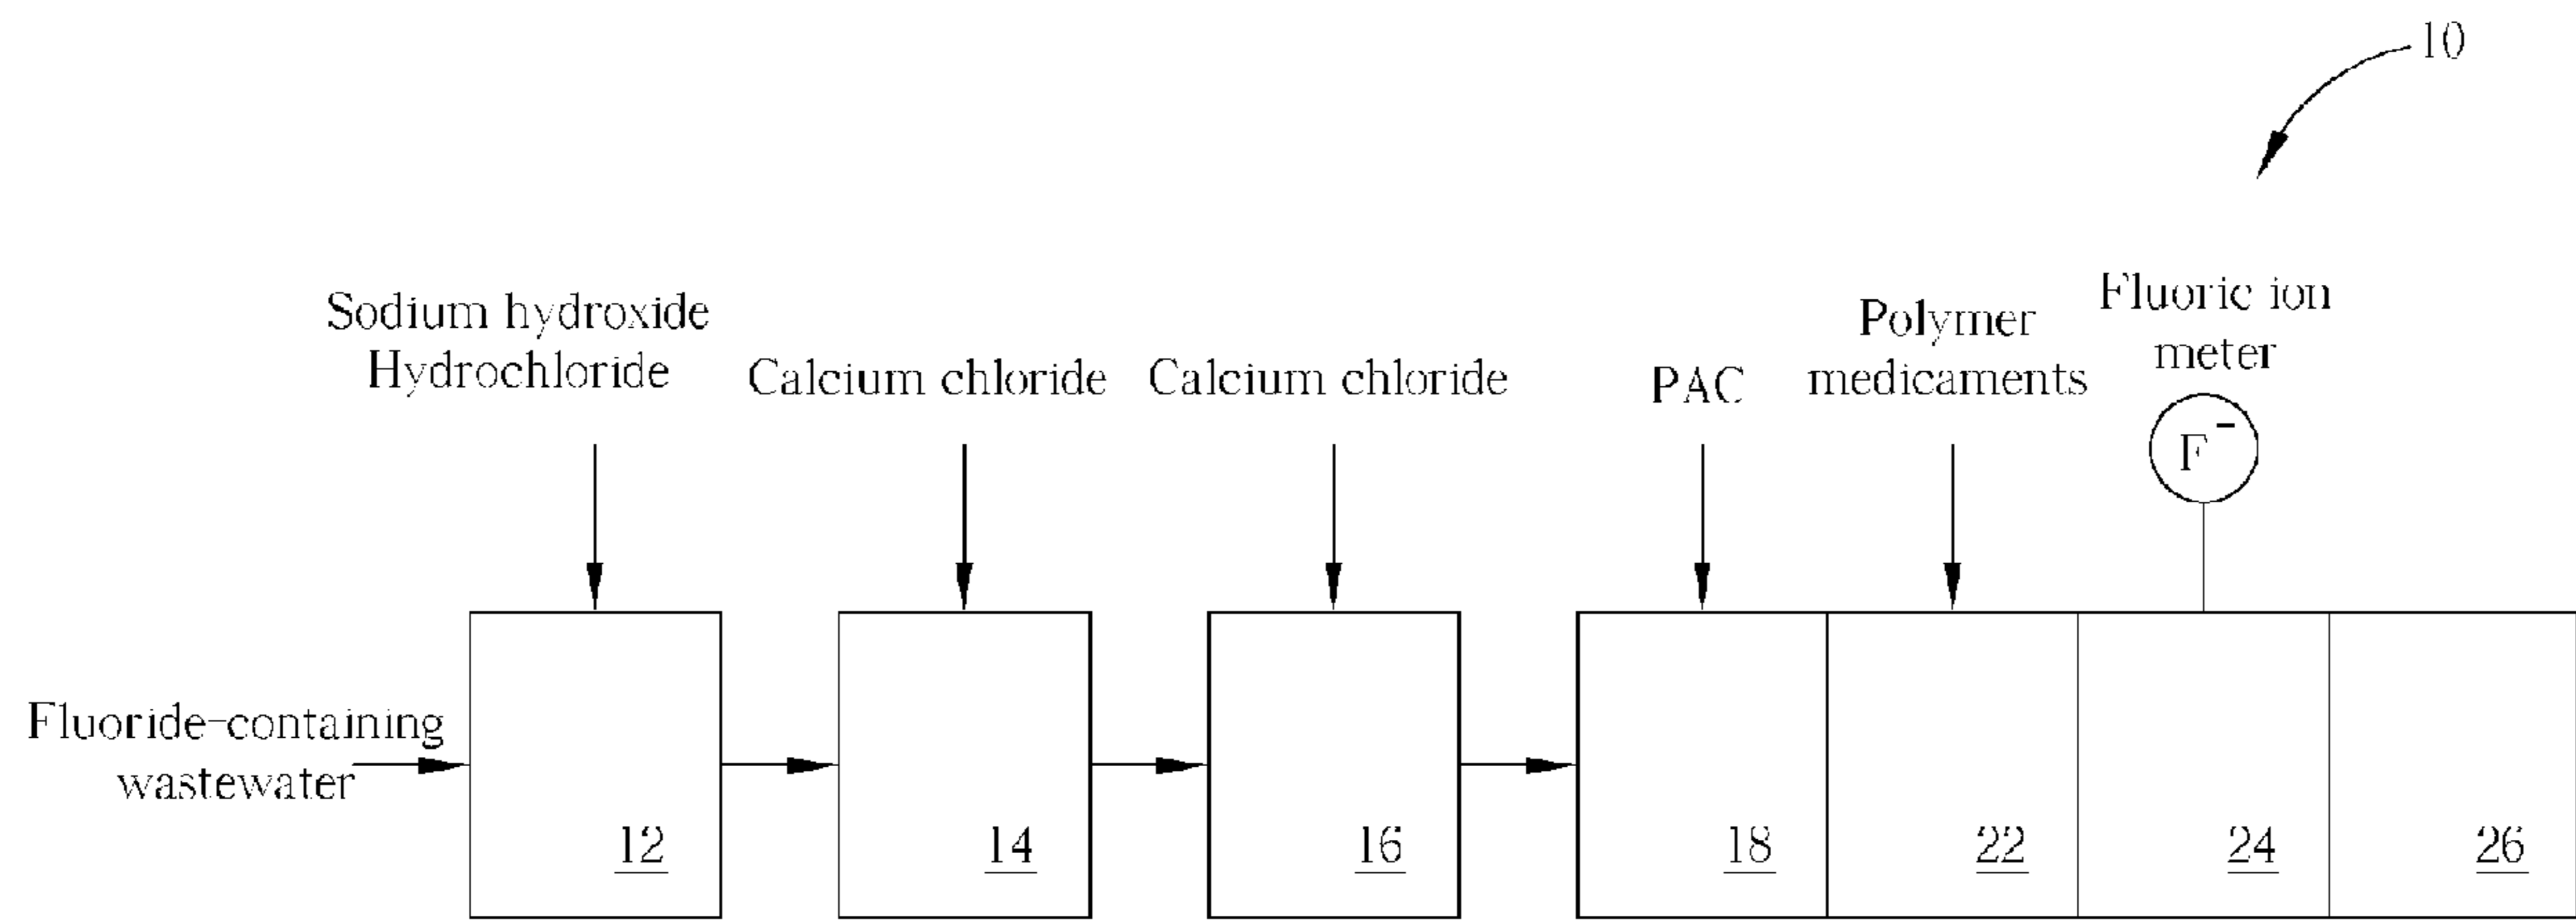 10
Sodium hydroxide
Hydrochloride
Calcium chloride
Calcium chloride
PAC
Polymer
medicaments
Fluoric ion
meter
F⁻
Fluoride-containing
wastewater
12
14
16
18
22
24
26